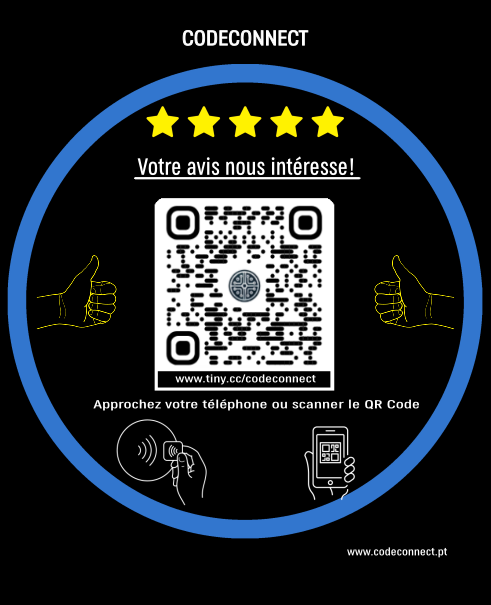 CODECONNECT
Votre avis nous intéresse!
www.tiny.cc/codeconnect
Approchez votre téléphone ou scanner le QR Code
www.codeconnect.pt